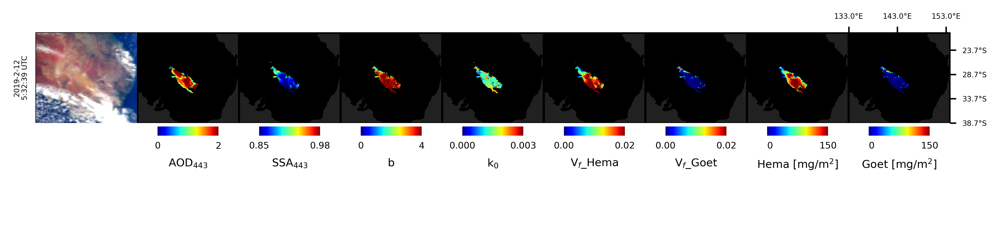 133.0°E 143.0°E 153.0°E
2019-2-12
5:32:39 UTC
23.7°S
28.7°S
33.7°S
38.7°S
0 2 0.85 0.98 0 4 0.000 0.003 0.00 0.02 0.00 0.02 0 150 0 150
AOD₄₄₃ SSA₄₄₃ b k₀ V_f_Hema V_f_Goet Hema [mg/m²] Goet [mg/m²]